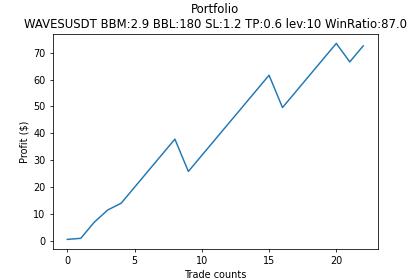 Portfolio
WAVESUSDT BBM:2.9 BBL:180 SL:1.2 TP:0.6 lev:10 WinRatio:87.0
Profit ($)
70
60
50
40
30
20
10
0
0 5 10 15 20
Trade counts